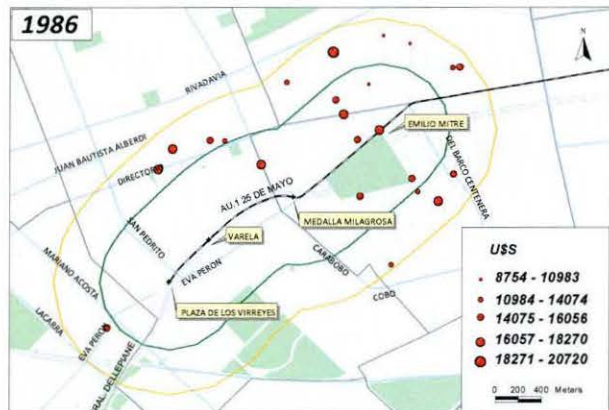 1986
N
RIVADAVIA
EMILIO MITRE
JUAN BAUTISTA ALBERDI
DIRECTORIO
DEL BARCO CENTENERA
AU.1 25 DE MAYO
MEDALLA MILAGROSA
SAN PEDRITO
VARELA
CARABOBO
EVA PERON
MARIANO ACOSTA
COBO
PLAZA DE LOS VIRREYES
LACARRA
EVA PERON
GRAL. DELLEPIANE
U$S
8754 - 10983
10984 - 14074
14075 - 16056
16057 - 18270
18271 - 20720
0 200 400 Meters